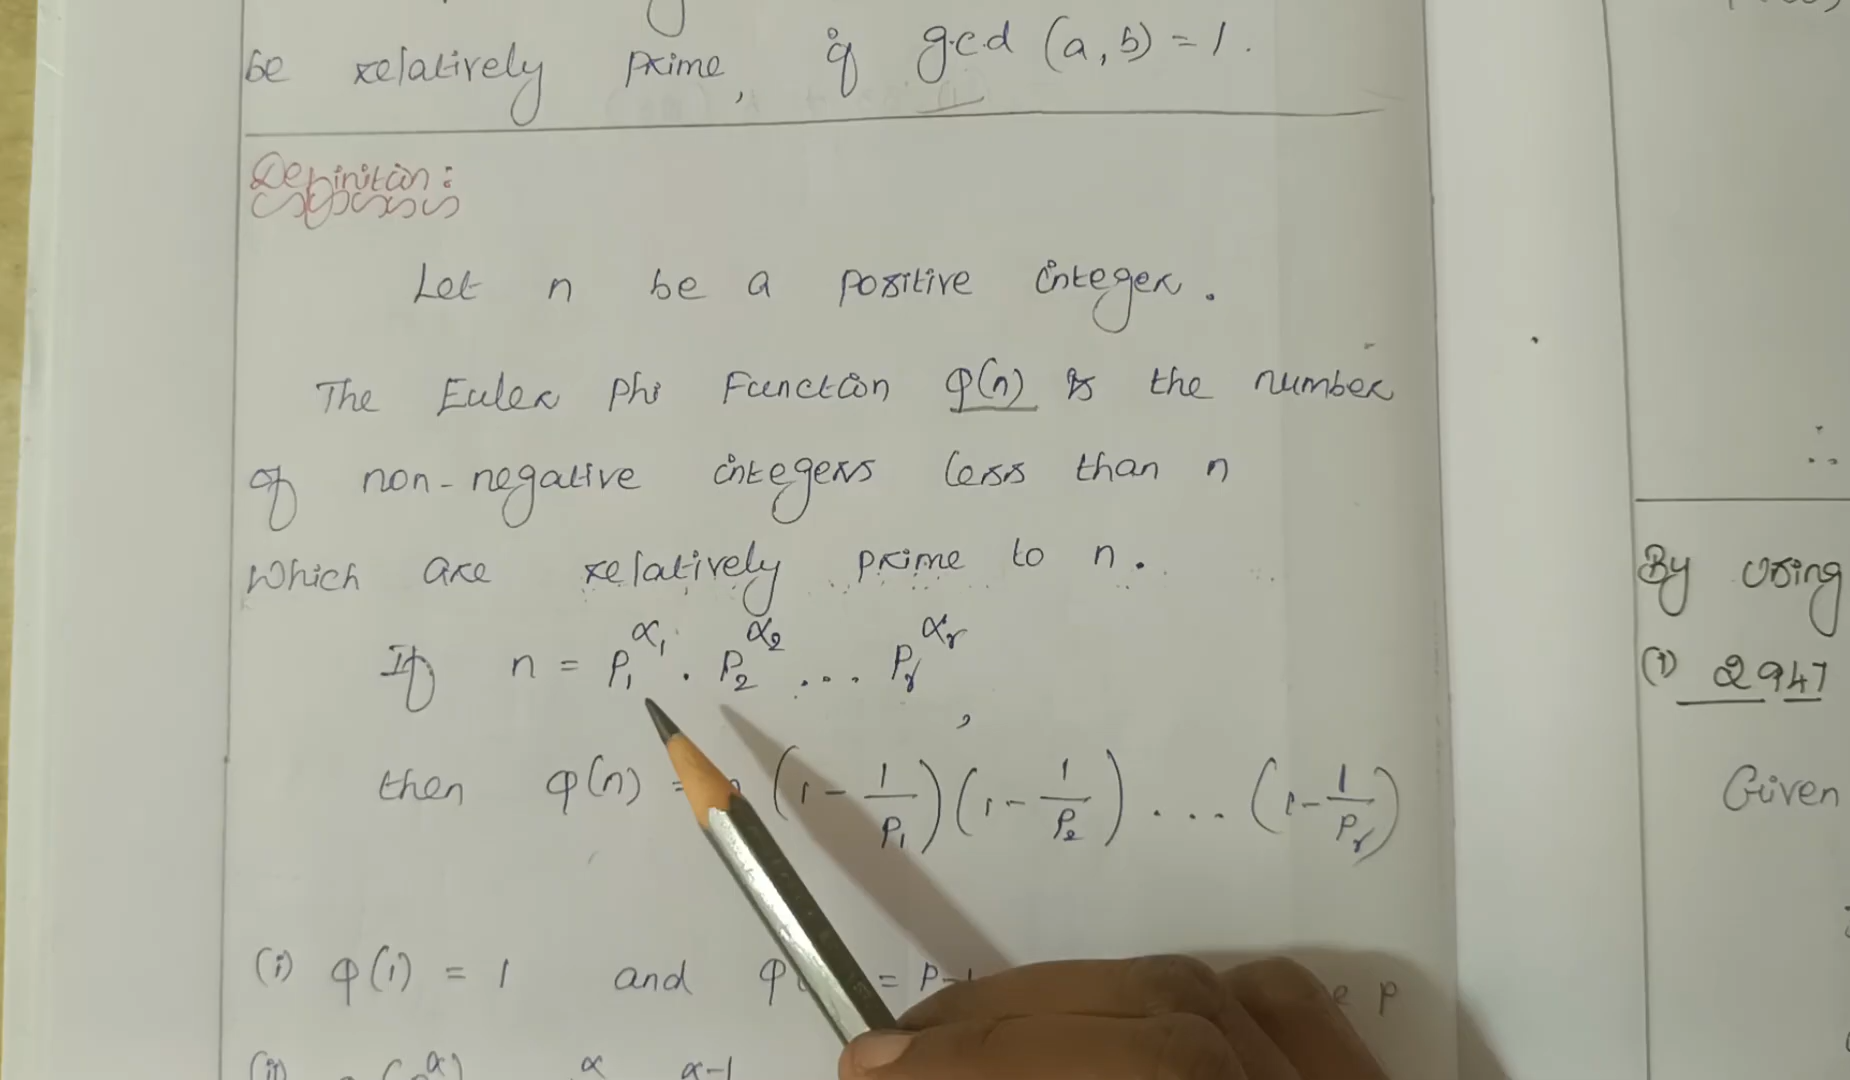 be relatively prime, if g.c.d (a, b) = 1.
Definition:
Let n be a positive integer.
The Euler Phi Function φ(n) is the number
of non-negative integers less than n
Which are relatively prime to n.
If n = P₁^α₁ . P₂^α₂ ... Pᵣ^αᵣ,
then φ(n) = (1 - 1/P₁)(1 - 1/P₂) ... (1 - 1/Pᵣ)
(i) φ(1) = 1 and φ = P-1 P
(ii) α α-1
By Using
(i) 2947
Given